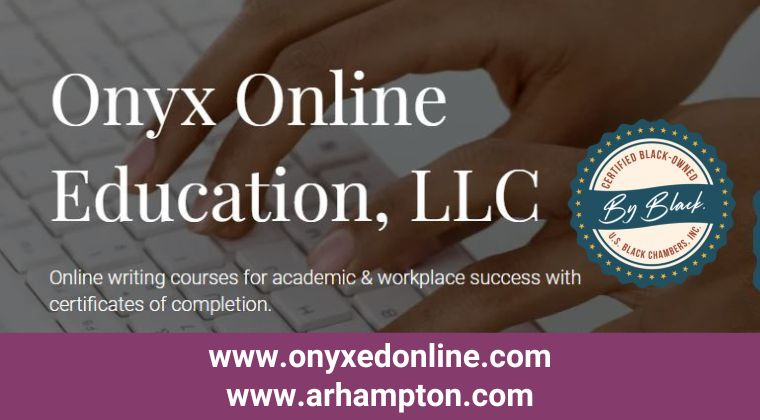 Onyx Online
Education, LLC
CERTIFIED BLACK-OWNED
By Black.
U.S. BLACK CHAMBERS, INC.
Online writing courses for academic & workplace success with
certificates of completion.
www.onyxedonline.com
www.arhampton.com